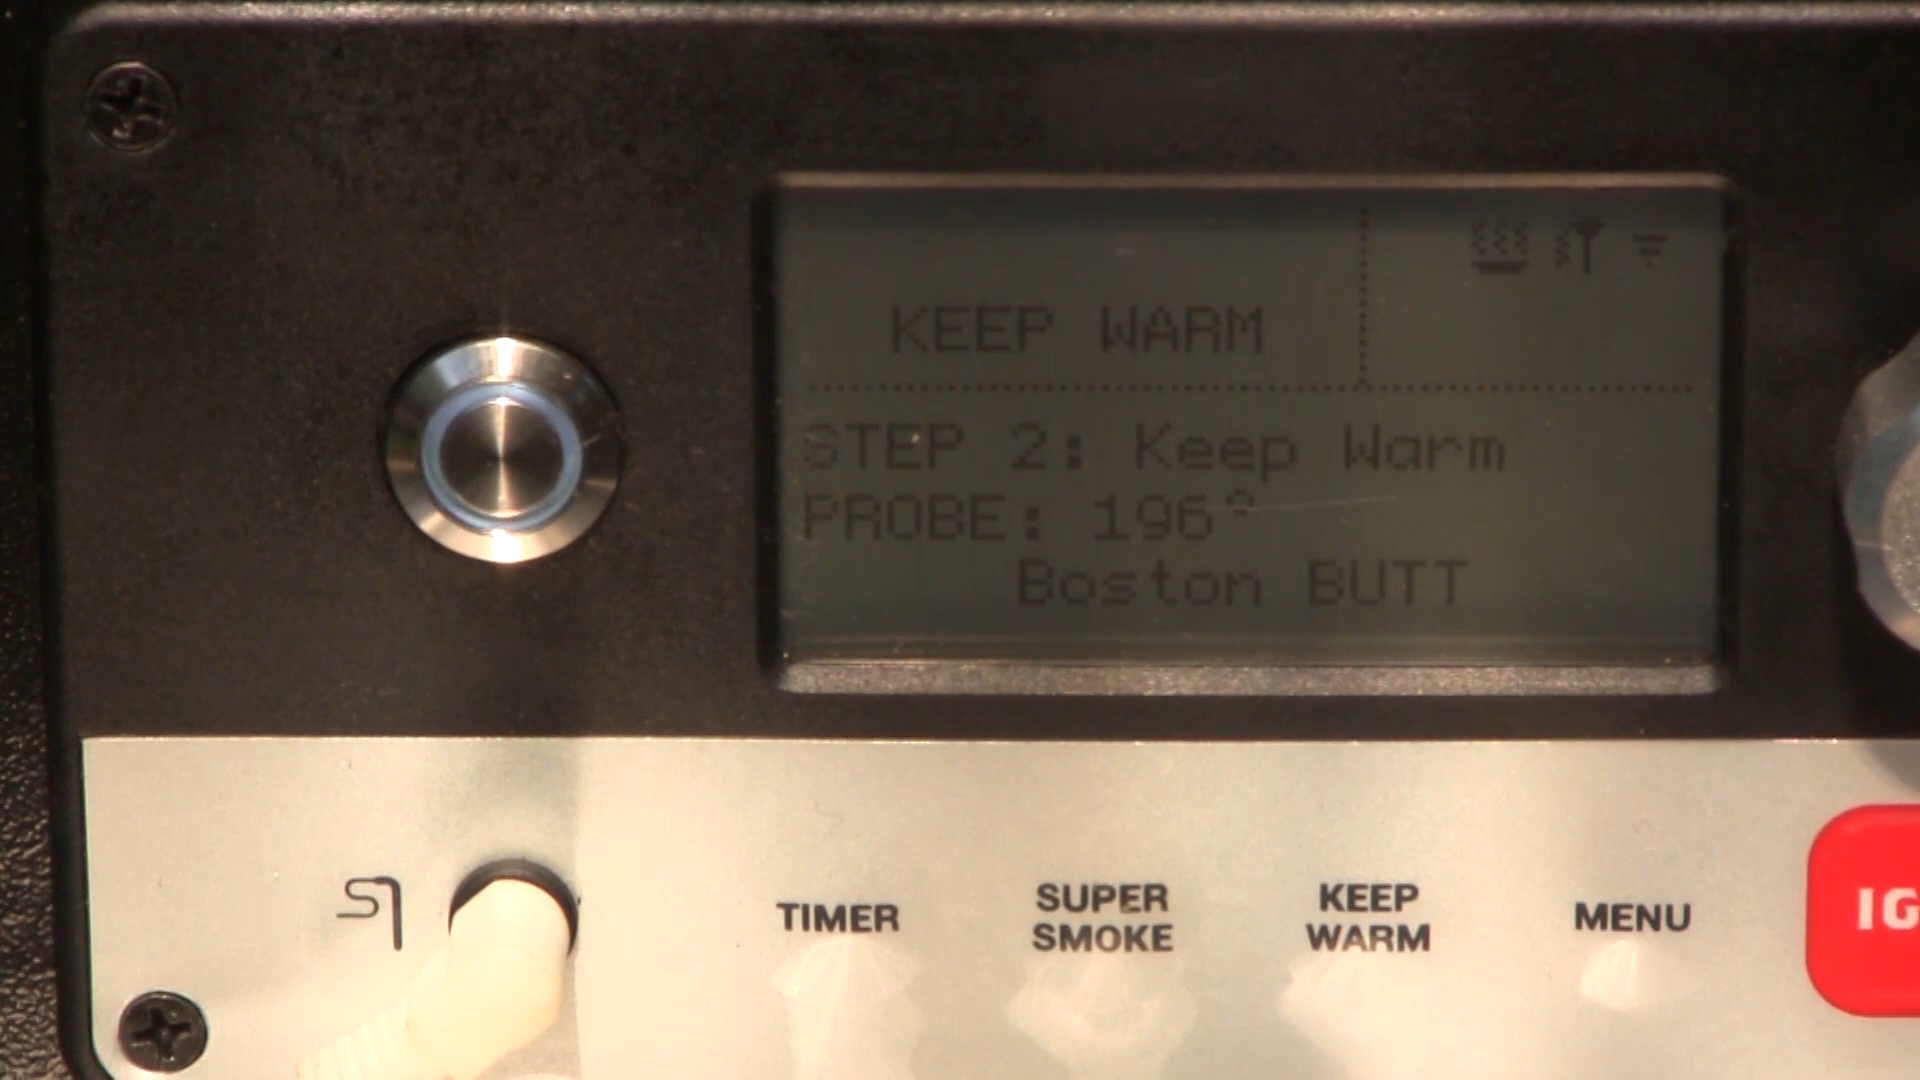 KEEP WARM
STEP 2: Keep Warm
PROBE: 196°
Boston BUTT
TIMER
SUPER
SMOKE
KEEP
WARM
MENU
IG